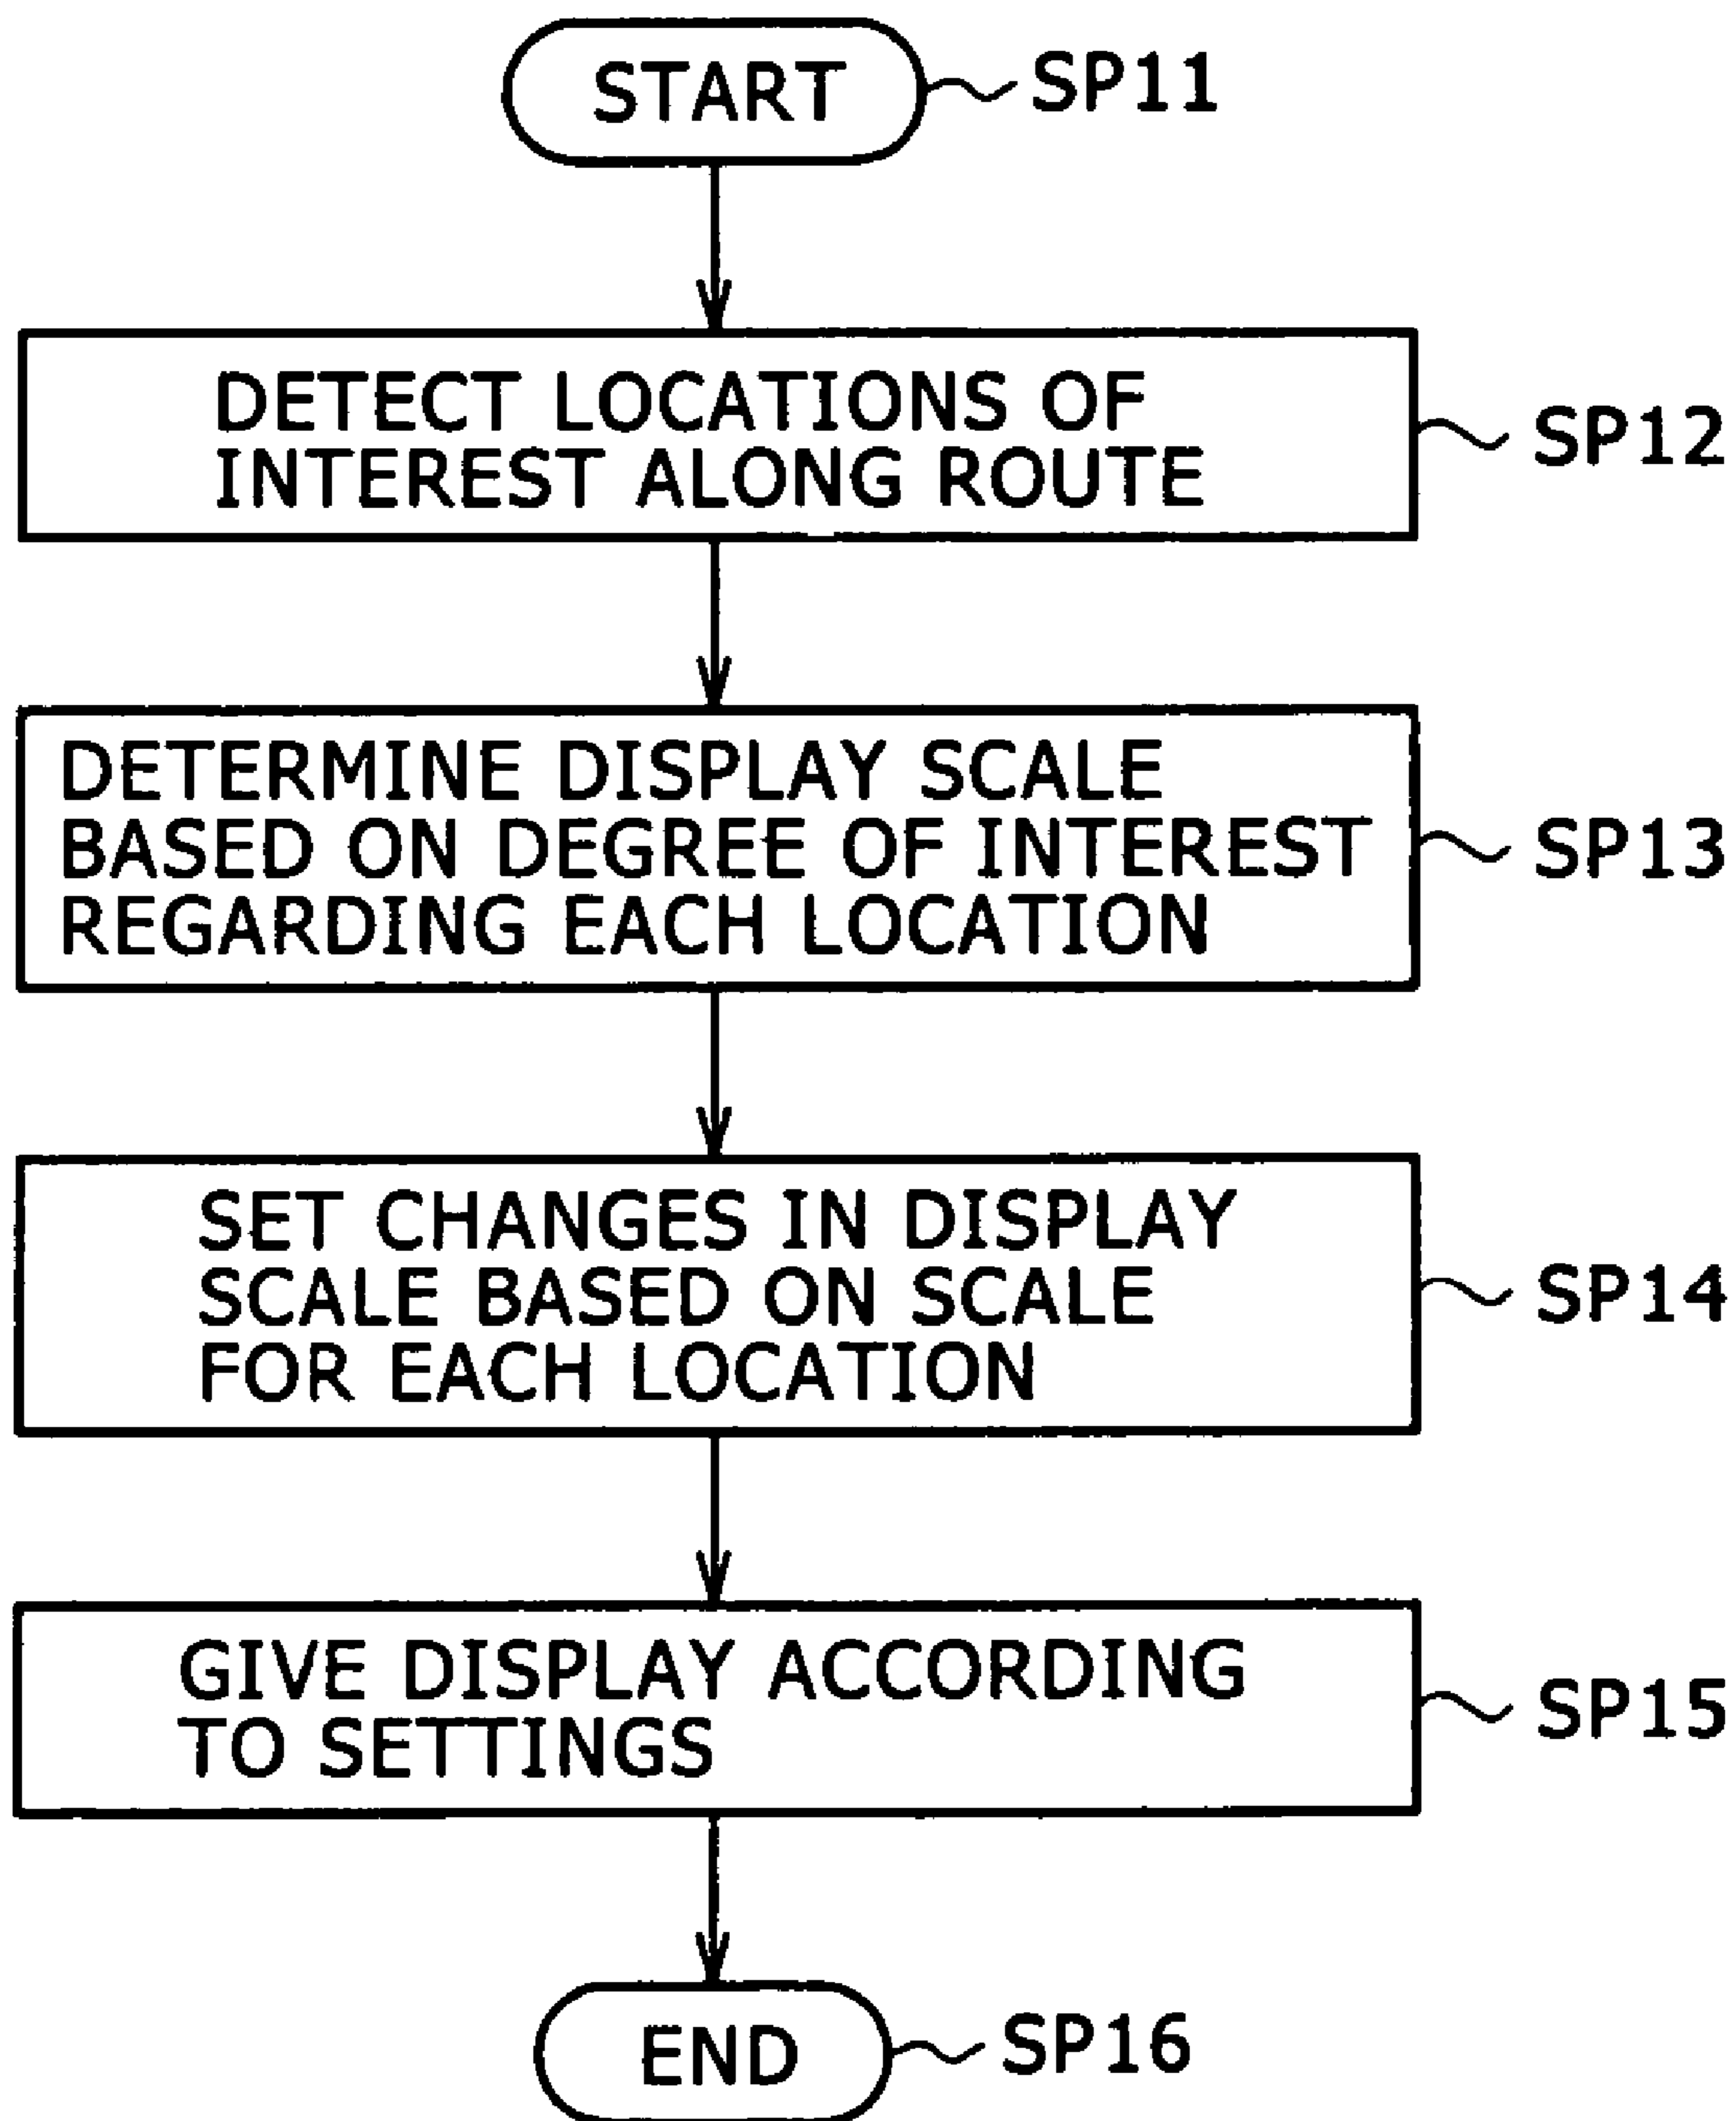 START
SP11
DETECT LOCATIONS OF
INTEREST ALONG ROUTE
SP12
DETERMINE DISPLAY SCALE
BASED ON DEGREE OF INTEREST
REGARDING EACH LOCATION
SP13
SET CHANGES IN DISPLAY
SCALE BASED ON SCALE
FOR EACH LOCATION
SP14
GIVE DISPLAY ACCORDING
TO SETTINGS
SP15
END
SP16